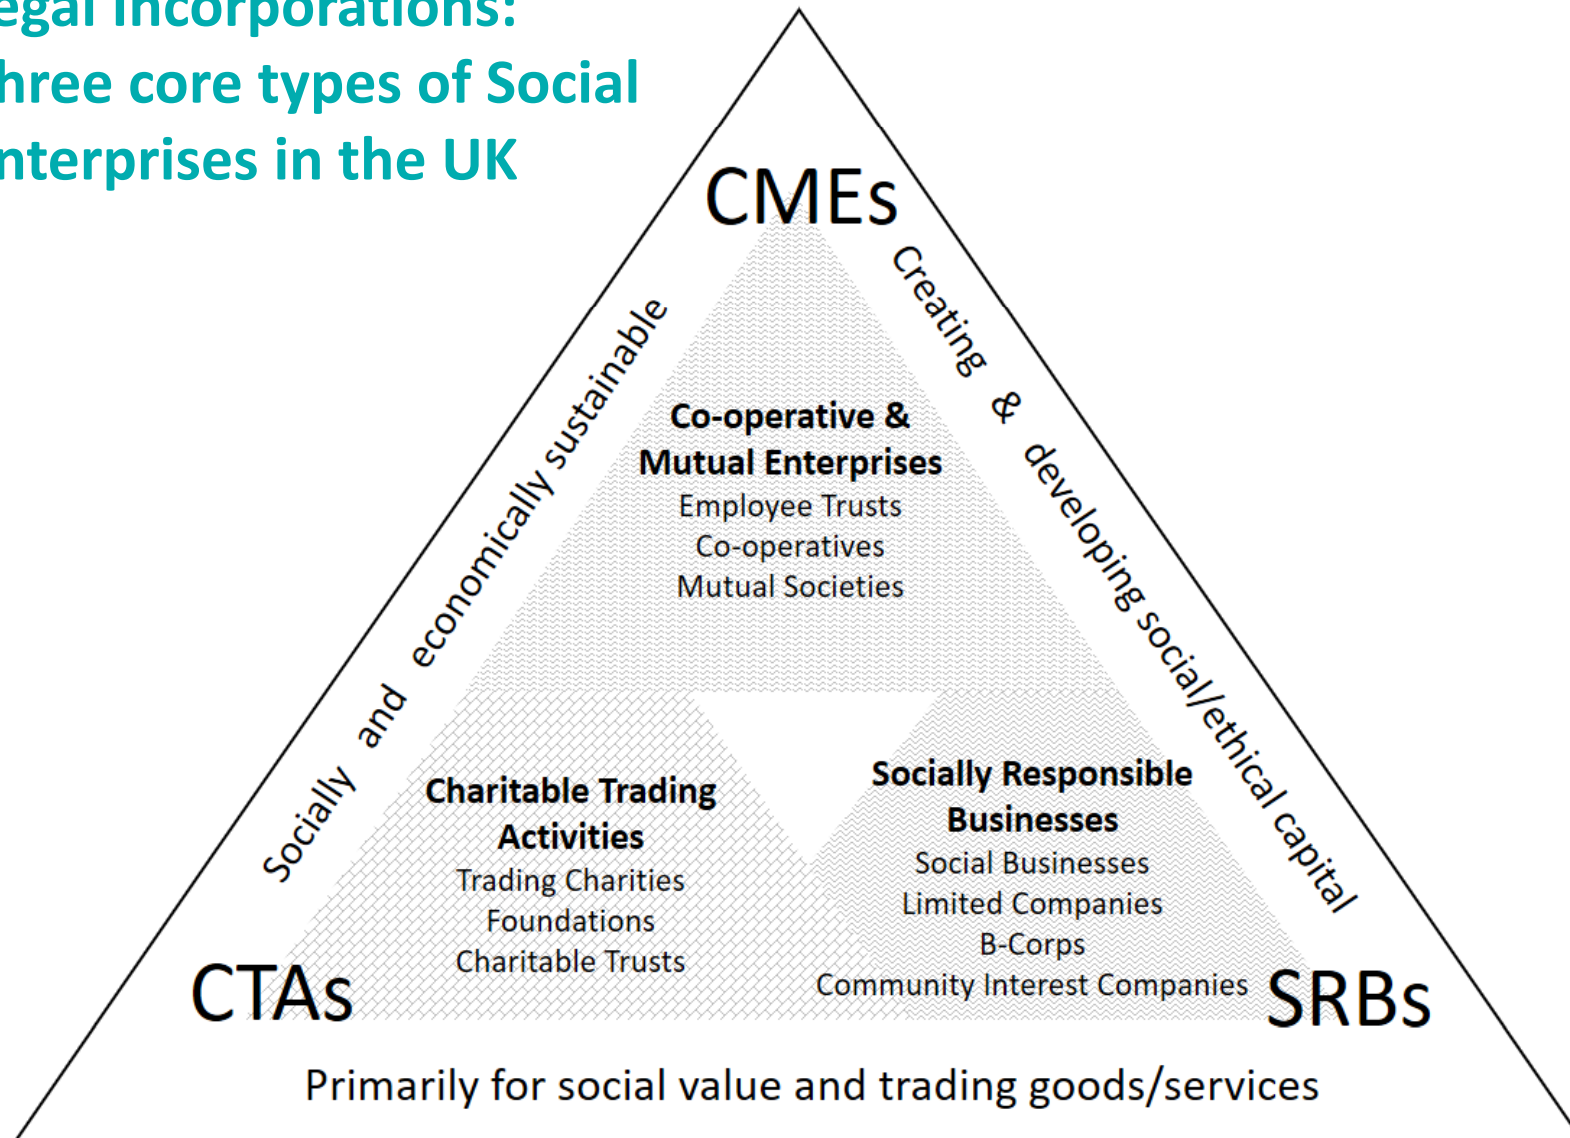 egal incorporations:
hree core types of Social
nterprises in the UK
CMEs
Socially and economically sustainable
Creating & developing social/ethical capital
Co-operative &
Mutual Enterprises
Employee Trusts
Co-operatives
Mutual Societies
Charitable Trading
Activities
Trading Charities
Foundations
Charitable Trusts
Socially Responsible
Businesses
Social Businesses
Limited Companies
B-Corps
Community Interest Companies
CTAs
SRBs
Primarily for social value and trading goods/services